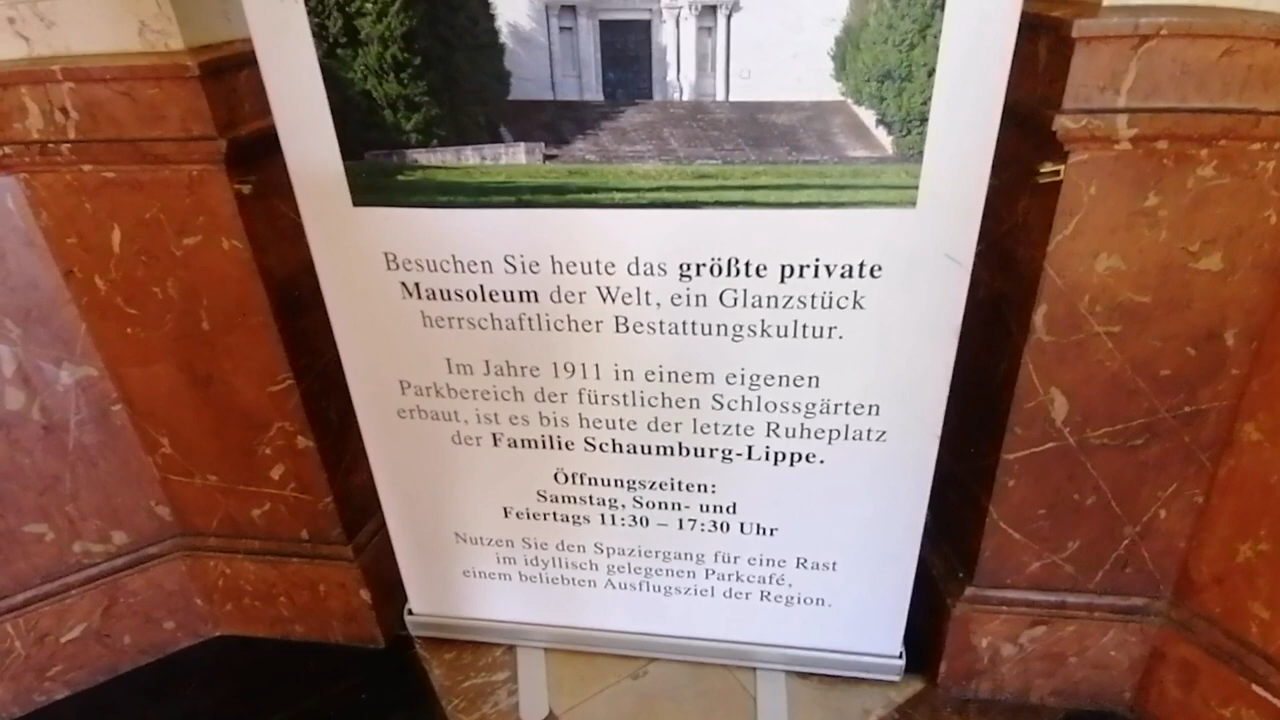 Besuchen Sie heute das größte private
Mausoleum der Welt, ein Glanzstück
herrschaftlicher Bestattungskultur.
Im Jahre 1911 in einem eigenen
Parkbereich der fürstlichen Schlossgärten
erbaut, ist es bis heute der letzte Ruheplatz
der Familie Schaumburg-Lippe.
Öffnungszeiten:
Samstag, Sonn- und
Feiertags 11:30 – 17:30 Uhr
Nutzen Sie den Spaziergang für eine Rast
im idyllisch gelegenen Parkcafé,
einem beliebten Ausflugsziel der Region.